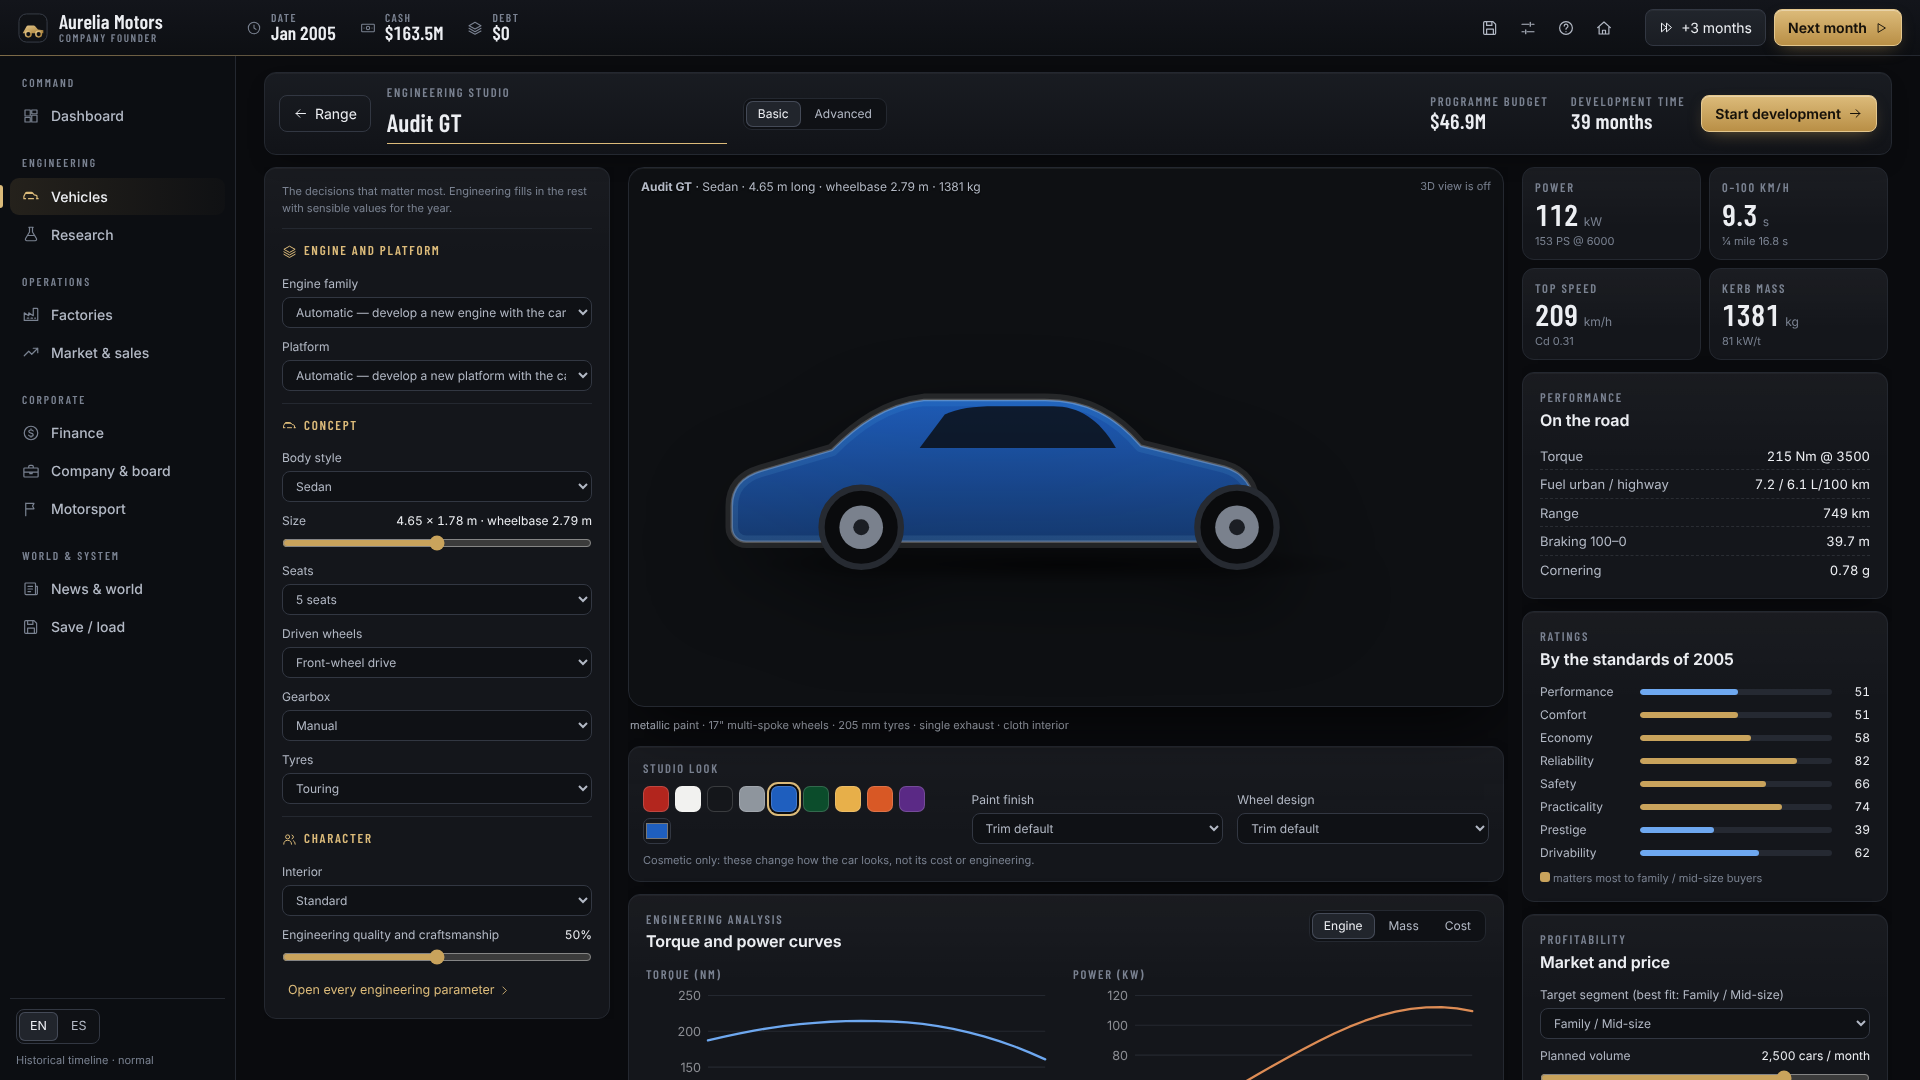 Aurelia Motors
COMPANY FOUNDER
DATE
Jan 2005
CASH
$163.5M
DEBT
$0
+3 months
Next month
COMMAND
Dashboard
ENGINEERING
Vehicles
Research
OPERATIONS
Factories
Market & sales
CORPORATE
Finance
Company & board
Motorsport
WORLD & SYSTEM
News & world
Save / load
EN
ES
Historical timeline · normal
Range
ENGINEERING STUDIO
Audit GT
Basic
Advanced
PROGRAMME BUDGET
$46.9M
DEVELOPMENT TIME
39 months
Start development
The decisions that matter most. Engineering fills in the rest
with sensible values for the year.
ENGINE AND PLATFORM
Engine family
Automatic — develop a new engine with the car
Platform
Automatic — develop a new platform with the ca
CONCEPT
Body style
Sedan
Size
4.65 × 1.78 m · wheelbase 2.79 m
Seats
5 seats
Driven wheels
Front-wheel drive
Gearbox
Manual
Tyres
Touring
CHARACTER
Interior
Standard
Engineering quality and craftsmanship
50%
Open every engineering parameter
Audit GT · Sedan · 4.65 m long · wheelbase 2.79 m · 1381 kg
3D view is off
metallic paint · 17" multi-spoke wheels · 205 mm tyres · single exhaust · cloth interior
STUDIO LOOK
Paint finish
Trim default
Wheel design
Trim default
Cosmetic only: these change how the car looks, not its cost or engineering.
ENGINEERING ANALYSIS
Torque and power curves
Engine
Mass
Cost
TORQUE (NM)
250
200
150
POWER (KW)
120
100
80
POWER
112 kW
153 PS @ 6000
0–100 KM/H
9.3 s
¼ mile 16.8 s
TOP SPEED
209 km/h
Cd 0.31
KERB MASS
1381 kg
81 kW/t
PERFORMANCE
On the road
Torque
215 Nm @ 3500
Fuel urban / highway
7.2 / 6.1 L/100 km
Range
749 km
Braking 100–0
39.7 m
Cornering
0.78 g
RATINGS
By the standards of 2005
Performance
51
Comfort
51
Economy
58
Reliability
82
Safety
66
Practicality
74
Prestige
39
Drivability
62
matters most to family / mid-size buyers
PROFITABILITY
Market and price
Target segment (best fit: Family / Mid-size)
Family / Mid-size
Planned volume
2,500 cars / month